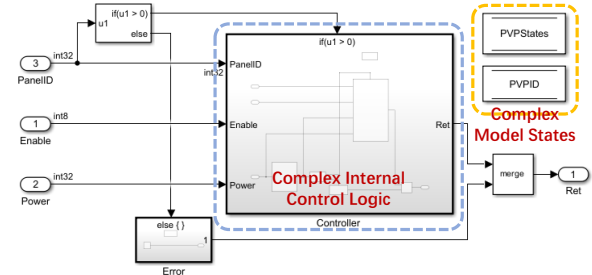 if(u1 > 0)
u1
else
int32
3
PanelID
int8
1
Enable
int32
2
Power
if(u1 > 0)
PanelID
int32
Enable
Power
Ret
Complex Internal
Control Logic
Controller
PVPStates
PVPID
Complex
Model States
merge
1
Ret
else { }
1
Error